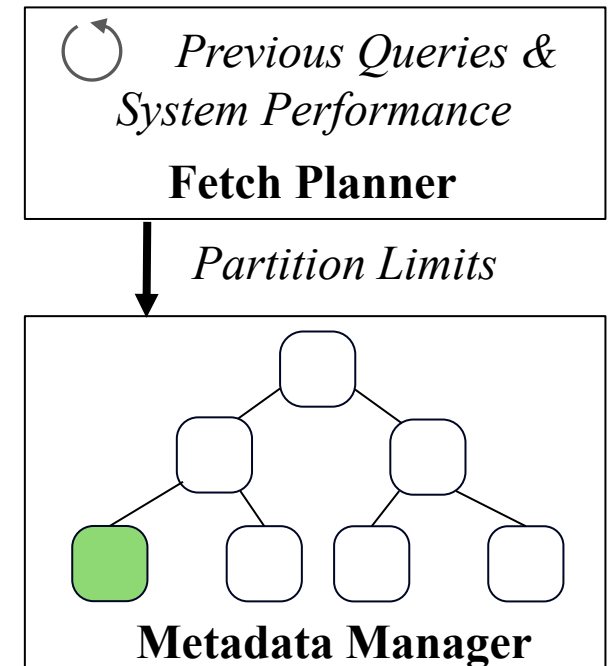 Previous Queries &
System Performance
Fetch Planner
Partition Limits
Metadata Manager